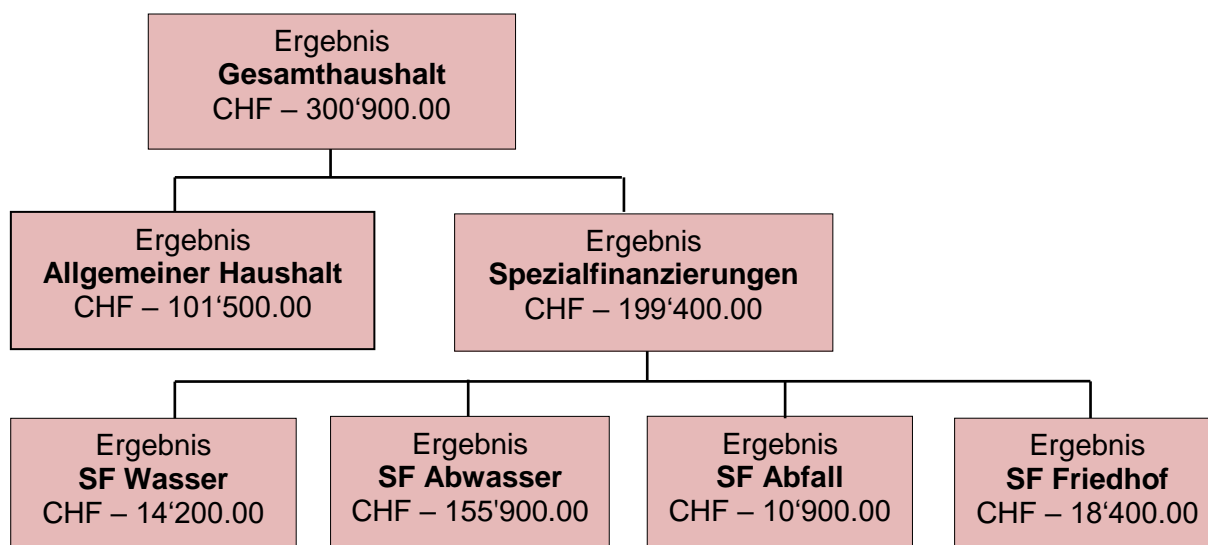 Ergebnis
Gesamthaushalt
CHF – 300‘900.00
Ergebnis
Allgemeiner Haushalt
CHF – 101‘500.00
Ergebnis
Spezialfinanzierungen
CHF – 199‘400.00
Ergebnis
SF Wasser
CHF – 14‘200.00
Ergebnis
SF Abwasser
CHF – 155'900.00
Ergebnis
SF Abfall
CHF – 10‘900.00
Ergebnis
SF Friedhof
CHF – 18‘400.00